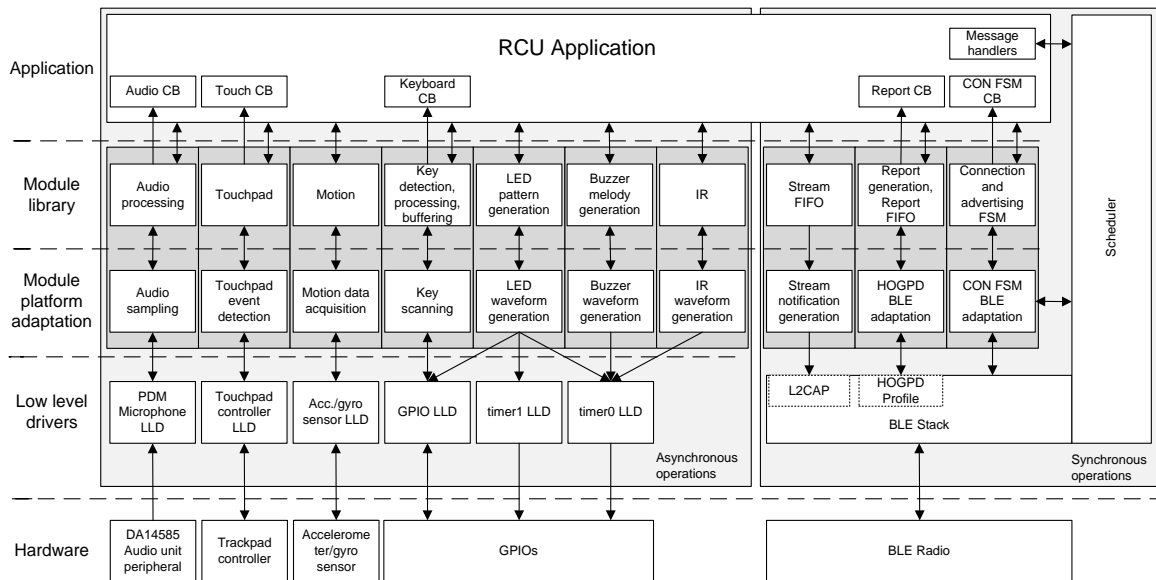 RCU Application
Message
handlers
Application
Audio CB
Touch CB
Keyboard
CB
Report CB
CON FSM
CB
Module
library
Audio
processing
Touchpad
Motion
Key
detection,
processing,
buffering
LED
pattern
generation
Buzzer
melody
generation
IR
Stream
FIFO
Report
generation,
Report
FIFO
Connection
and
advertising
FSM
Scheduler
Module
platform
adaptation
Audio
sampling
Touchpad
event
detection
Motion data
acquisition
Key
scanning
LED
waveform
generation
Buzzer
waveform
generation
IR
waveform
generation
Stream
notification
generation
HOGPD
BLE
adaptation
CON FSM
BLE
adaptation
Low level
drivers
PDM
Microphone
LLD
Touchpad
controller
LLD
Acc./gyro
sensor LLD
GPIO LLD
timer1 LLD
timer0 LLD
L2CAP
HOGPD
Profile
BLE Stack
Asynchronous
operations
Synchronous
operations
Hardware
DA14585
Audio unit
peripheral
Trackpad
controller
Accelerome
ter/gyro
sensor
GPIOs
BLE Radio